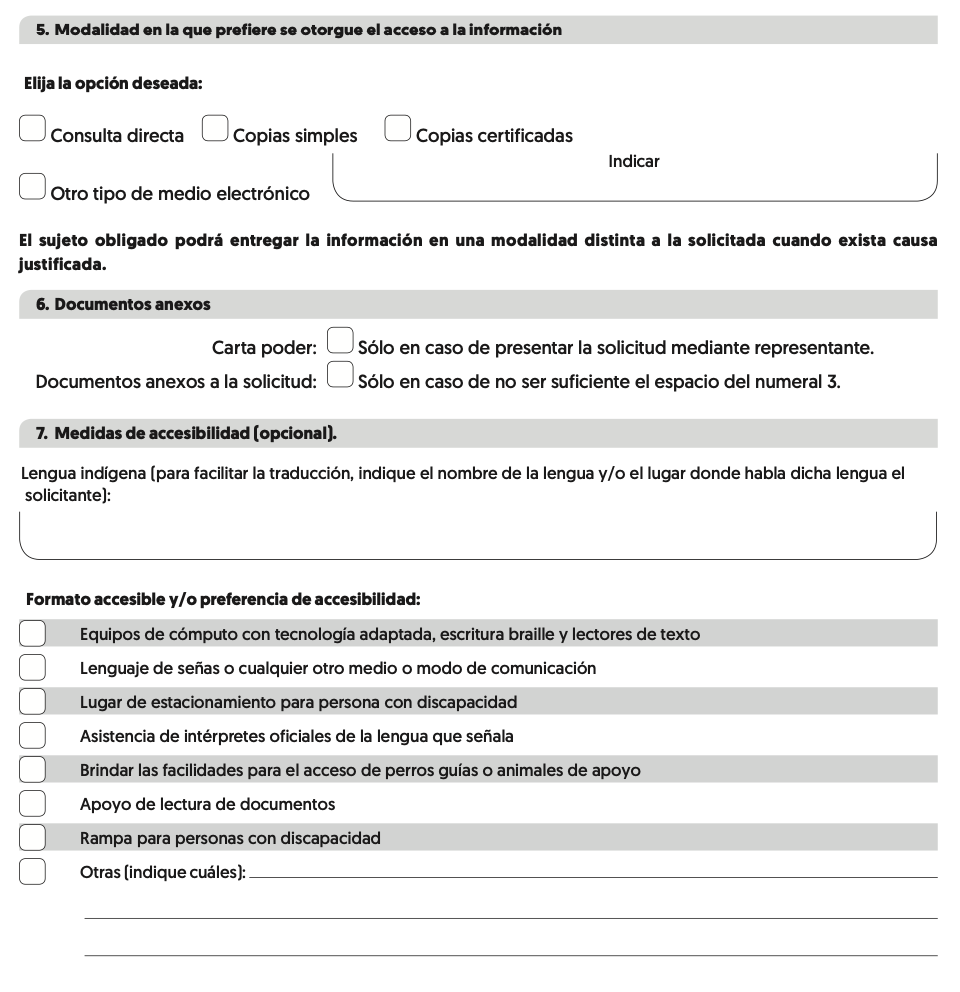 5. Modalidad en la que prefiere se otorgue el acceso a la información
Elija la opción deseada:
Consulta directa Copias simples Copias certificadas
Indicar
Otro tipo de medio electrónico
El sujeto obligado podrá entregar la información en una modalidad distinta a la solicitada cuando exista causa
justificada.
6. Documentos anexos
Carta poder: Sólo en caso de presentar la solicitud mediante representante.
Documentos anexos a la solicitud: Sólo en caso de no ser suficiente el espacio del numeral 3.
7. Medidas de accesibilidad (opcional).
Lengua indígena (para facilitar la traducción, indique el nombre de la lengua y/o el lugar donde habla dicha lengua el
solicitante):
Formato accesible y/o preferencia de accesibilidad:
Equipos de cómputo con tecnología adaptada, escritura braille y lectores de texto
Lenguaje de señas o cualquier otro medio o modo de comunicación
Lugar de estacionamiento para persona con discapacidad
Asistencia de intérpretes oficiales de la lengua que señala
Brindar las facilidades para el acceso de perros guías o animales de apoyo
Apoyo de lectura de documentos
Rampa para personas con discapacidad
Otras (indique cuáles):